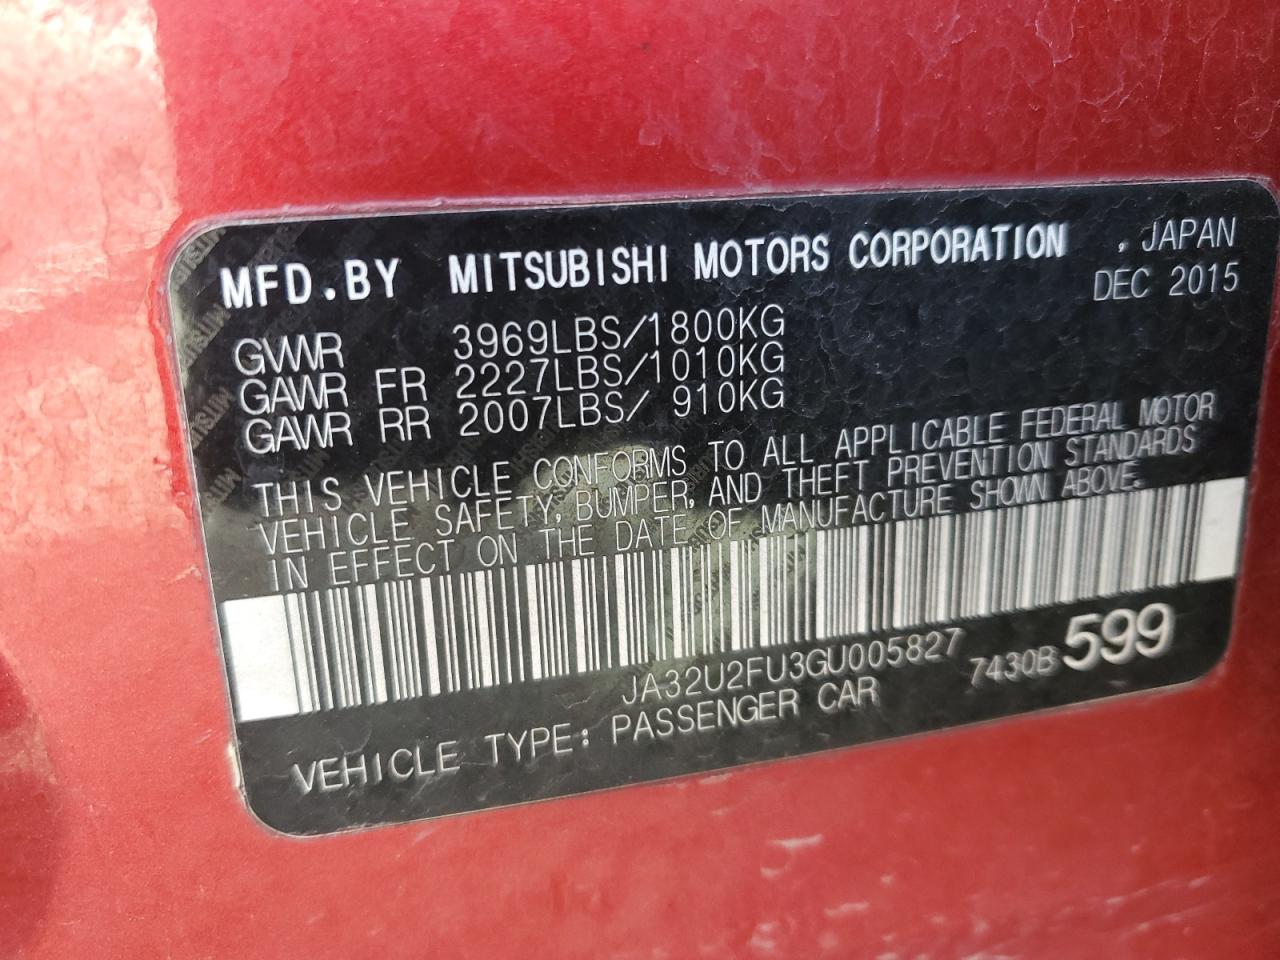 MFD.BY MITSUBISHI MOTORS CORPORATION , JAPAN
DEC 2015
GVWR 3969LBS/1800KG
GAWR FR 2227LBS/1010KG
GAWR RR 2007LBS/ 910KG
THIS VEHICLE CONFORMS TO ALL APPLICABLE FEDERAL MOTOR
VEHICLE SAFETY, BUMPER, AND THEFT PREVENTION STANDARDS
IN EFFECT ON THE DATE OF MANUFACTURE SHOWN ABOVE.
JA32U2FU3GU005827 7430B599
VEHICLE TYPE: PASSENGER CAR